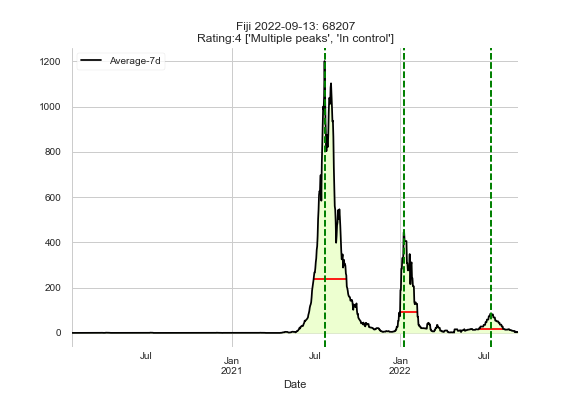 Fiji 2022-09-13: 68207
Rating:4 ['Multiple peaks', 'In control']
Average-7d
1200
1000
800
600
400
200
0
Jul
Jan
2021
Jul
Jan
2022
Jul
Date